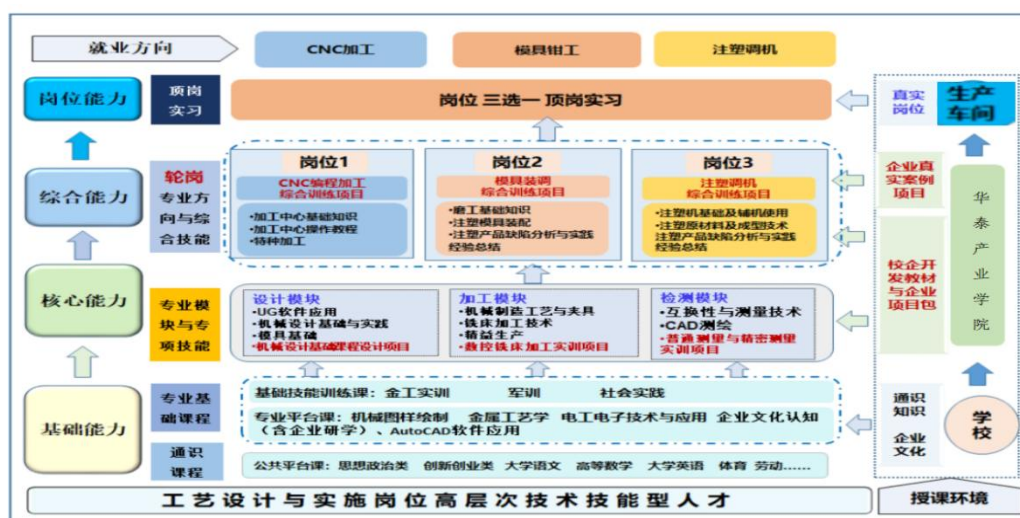 就业方向
CNC加工
模具钳工
注塑调机
岗位能力
顶岗
实习
岗位 三选一 顶岗实习
真实
岗位
生产
车间
综合能力
轮岗
专业方
向与综
合技能
岗位1
CNC编程加工
综合训练项目
•加工中心基础知识
•加工中心操作教程
•特种加工
岗位2
模具装调
综合训练项目
•磨工基础知识
•注塑模具装配
•注塑产品缺陷分析与实践
经验总结
岗位3
注塑调机
综合训练项目
•注塑机基础及辅机使用
•注塑原材料及成型技术
注塑产品缺陷分析与实践
经验总结
企业真
实案例
项目
华泰产业学院
核心能力
专业模
块与专
项技能
设计模块
•UG软件应用
•机械设计基础与实践
•模具基础
•机械设计基础课程设计项目
加工模块
•机械制造工艺与夹具
•铣床加工技术
•精益生产
•数控铣床加工实训项目
检测模块
•互换性与测量技术
•CAD测绘
•普通测量与精密测量
实训项目
校企开
发教材
与企业
项目包
基础能力
专业基
础课程
基础技能训练课：金工实训 军训 社会实践
专业平台课：机械图样绘制 金属工艺学 电工电子技术与应用 企业文化认知
（含企业研学）、AutoCAD软件应用
通识
课程
公共平台课：思想政治类 创新创业类 大学语文 高等数学 大学英语 体育 劳动……
通识
知识
企业
文化
学校
工艺设计与实施岗位高层次技术技能型人才
授课环境